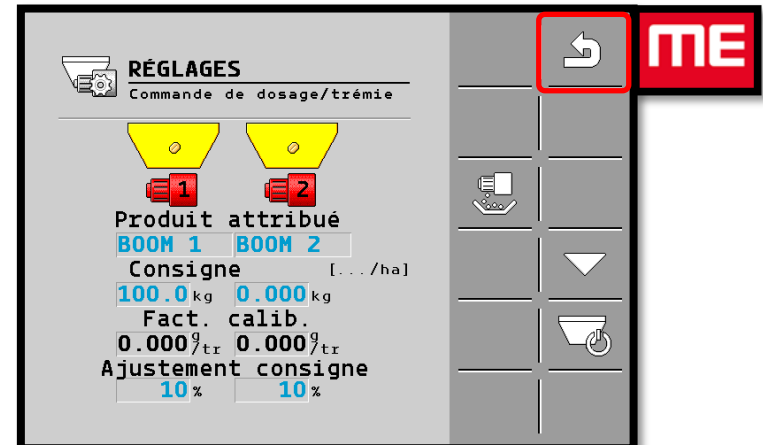 ME
RÉGLAGES
Commande de dosage/trémie
1 2
Produit attribué
BOOM 1 BOOM 2
Consigne [.../ha]
100.0 kg 0.000 kg
Fact. calib.
0.000 g/tr 0.000 g/tr
Ajustement consigne
10 % 10 %